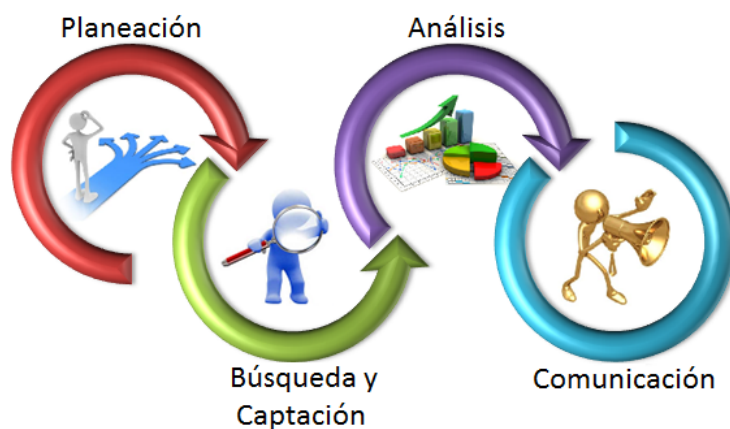 Planeación
Análisis
Búsqueda y
Captación
Comunicación